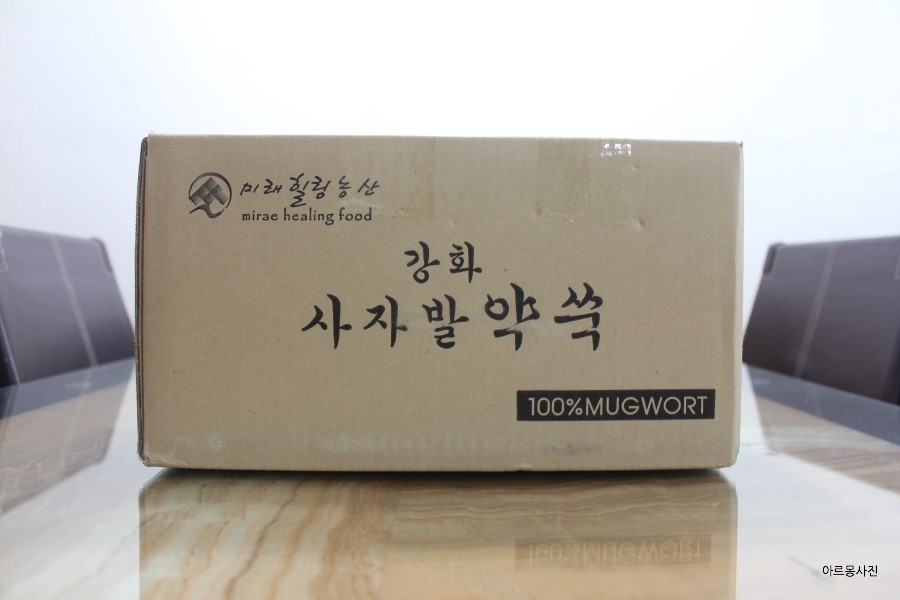 미래힐링농산
mirae healing food
강화
사자발약쑥
100%MUGWORT
아르몽사진